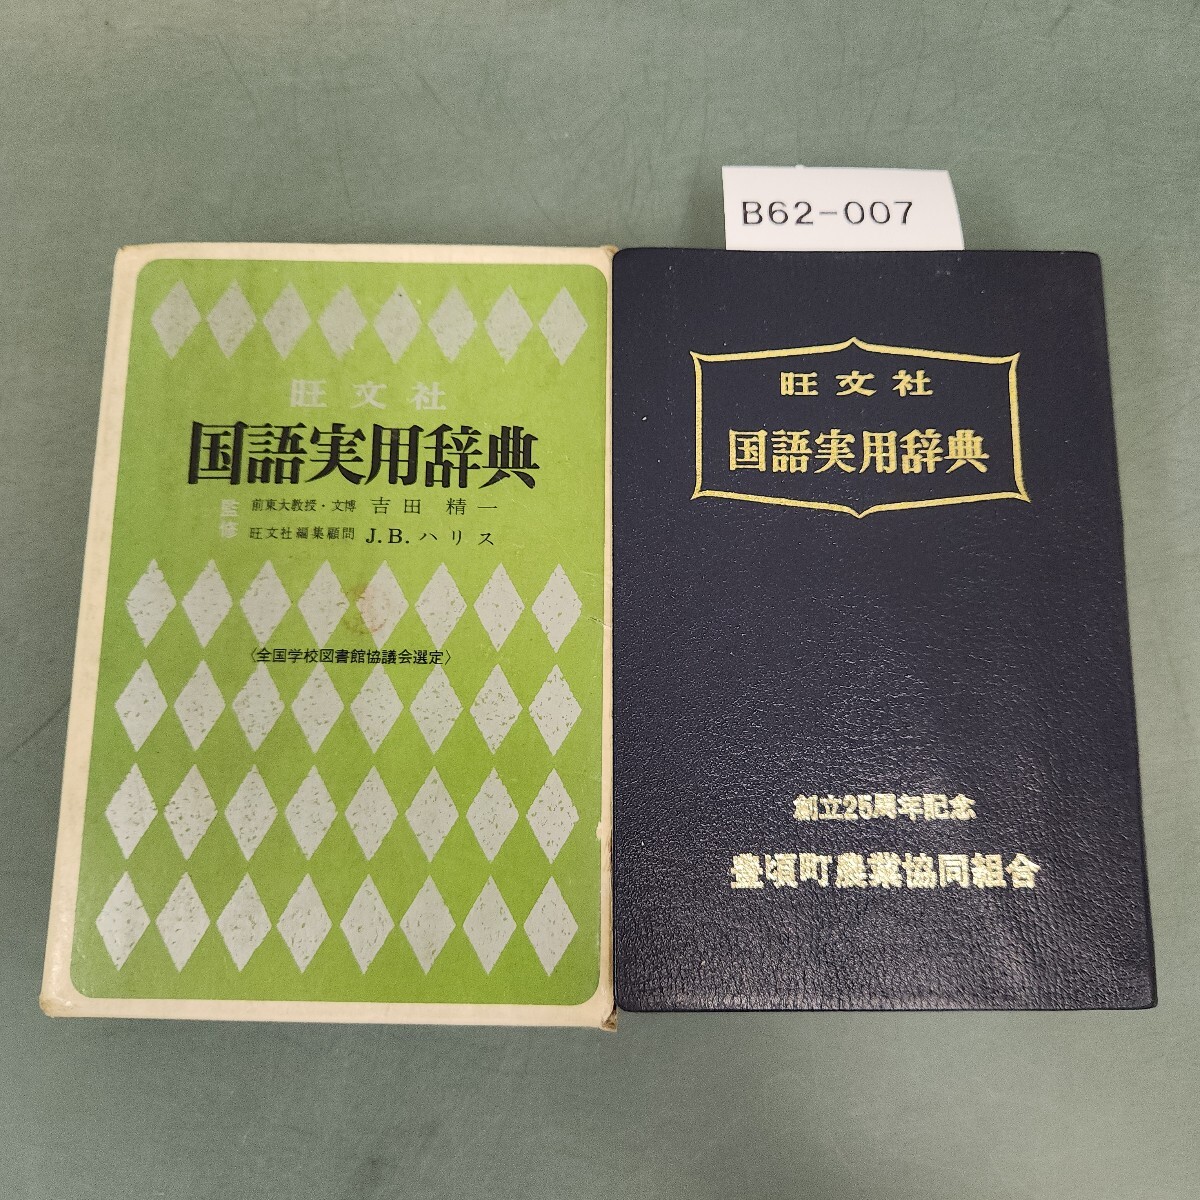 B62-007
旺文社
国語実用辞典
監修
前東大教授・文博 吉田 精一
旺文社編集顧問 J.B.ハリス
〈全国学校図書館協議会選定〉
旺文社
国語実用辞典
創立25周年記念
豊頃町農業協同組合